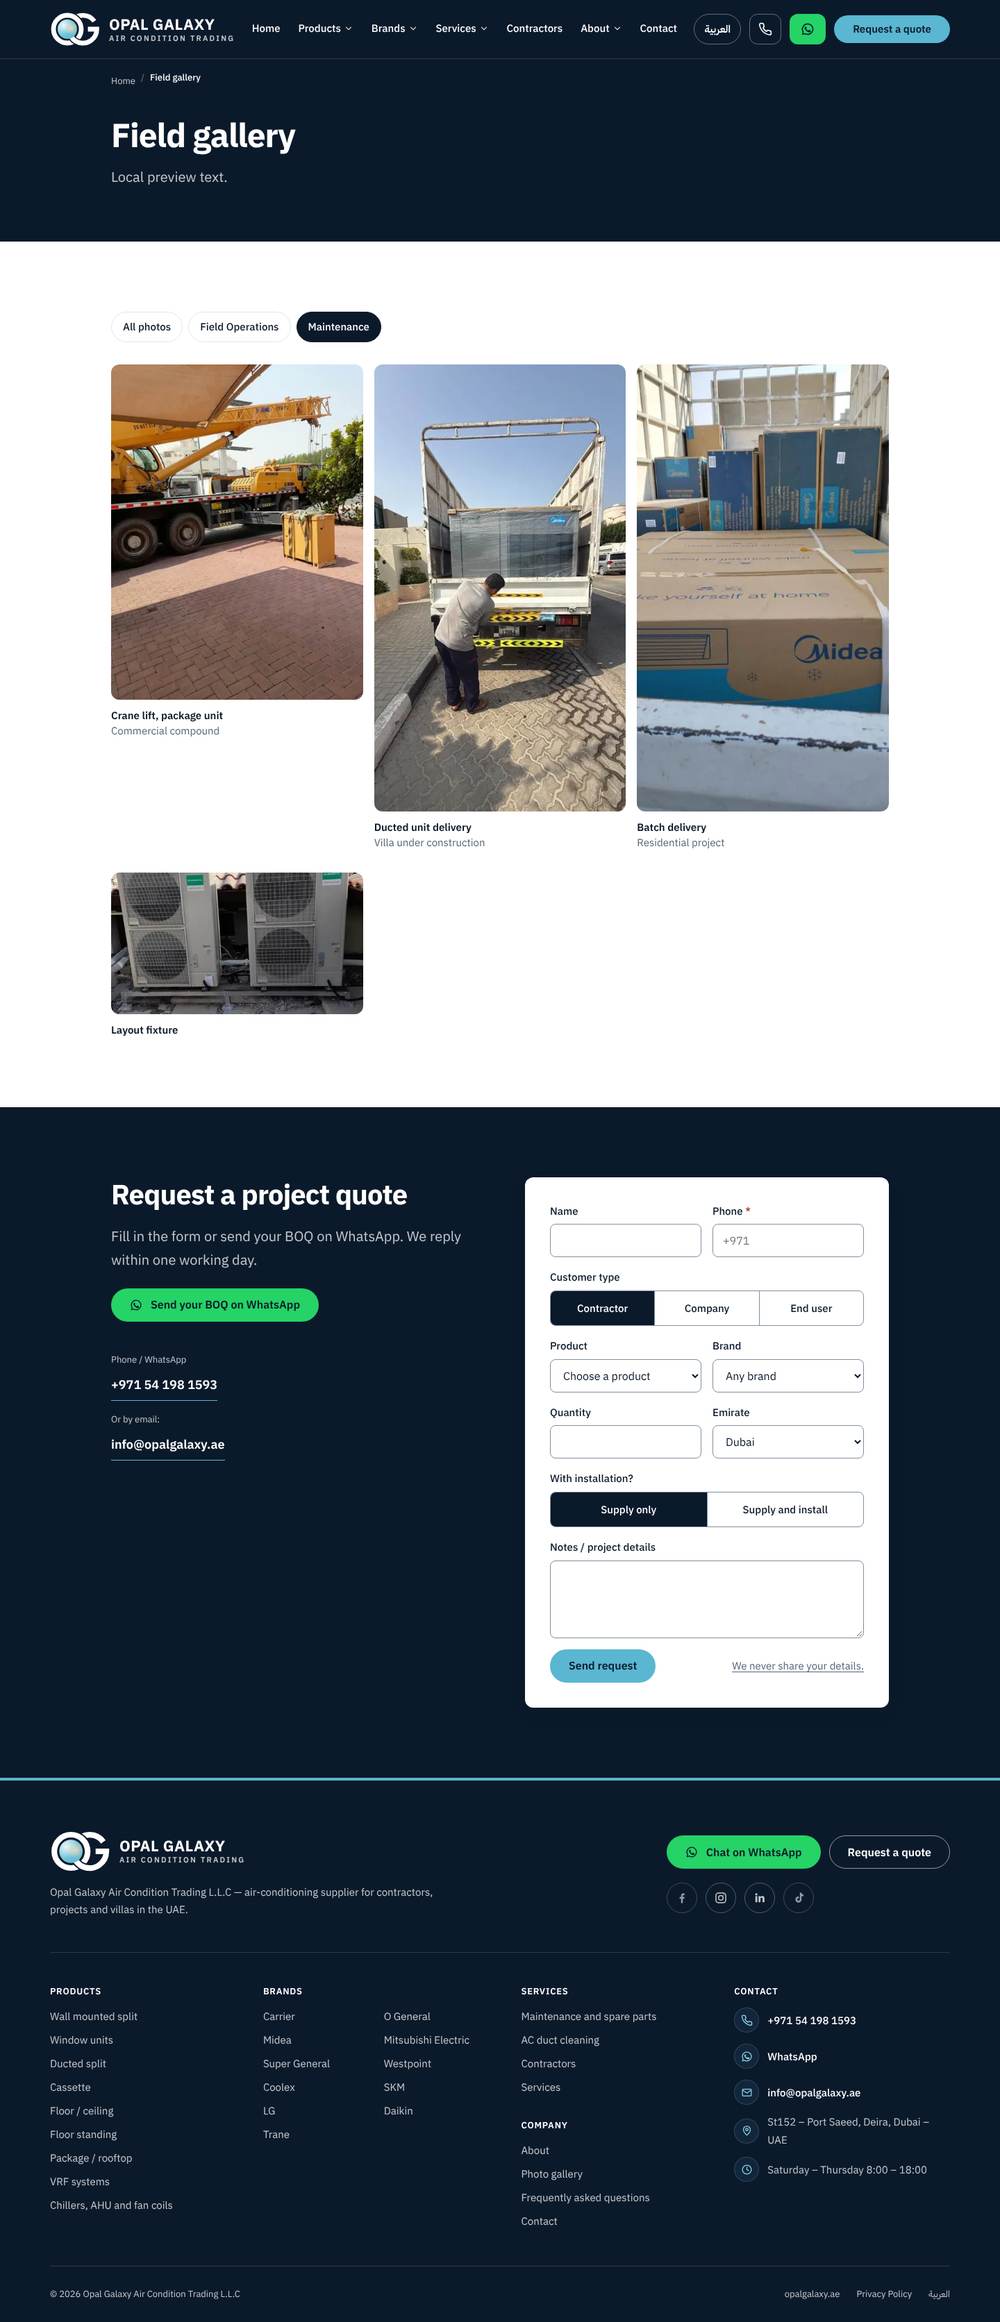 OPAL GALAXY
AIR CONDITION TRADING
Home
Products
Brands
Services
Contractors
About
Contact
العربية
Request a quote
Home / Field gallery
Field gallery
Local preview text.
All photos
Field Operations
Maintenance
Midea
ke yourself at home
Midea
Crane lift, package unit
Commercial compound
Ducted unit delivery
Villa under construction
Batch delivery
Residential project
Layout fixture
Request a project quote
Fill in the form or send your BOQ on WhatsApp. We reply
within one working day.
Send your BOQ on WhatsApp
Phone / WhatsApp
+971 54 198 1593
Or by email:
info@opalgalaxy.ae
Name
Phone *
+971
Customer type
Contractor
Company
End user
Product
Brand
Choose a product
Any brand
Quantity
Emirate
Dubai
With installation?
Supply only
Supply and install
Notes / project details
Send request
We never share your details.
OPAL GALAXY
AIR CONDITION TRADING
Opal Galaxy Air Condition Trading L.L.C — air-conditioning supplier for contractors,
projects and villas in the UAE.
Chat on WhatsApp
Request a quote
PRODUCTS
Wall mounted split
Window units
Ducted split
Cassette
Floor / ceiling
Floor standing
Package / rooftop
VRF systems
Chillers, AHU and fan coils
BRANDS
Carrier
Midea
Super General
Coolex
LG
Trane
O General
Mitsubishi Electric
Westpoint
SKM
Daikin
SERVICES
Maintenance and spare parts
AC duct cleaning
Contractors
Services
COMPANY
About
Photo gallery
Frequently asked questions
Contact
CONTACT
+971 54 198 1593
WhatsApp
info@opalgalaxy.ae
St152 – Port Saeed, Deira, Dubai –
UAE
Saturday – Thursday 8:00 – 18:00
© 2026 Opal Galaxy Air Condition Trading L.L.C
opalgalaxy.ae
Privacy Policy
العربية